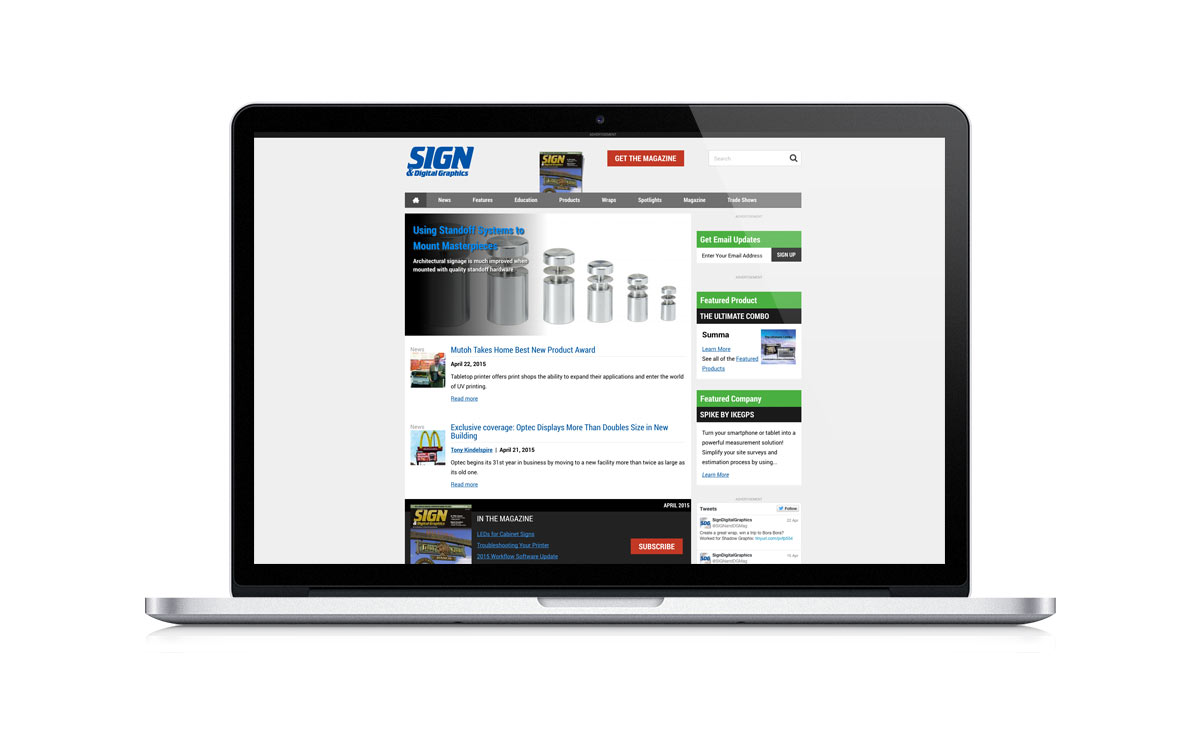 ADVERTISEMENT
SIGN
& Digital Graphics
SIGN
GET THE MAGAZINE
Search
News Features Education Products Wraps Spotlights Magazine Trade Shows
ADVERTISEMENT
Using Standoff Systems to
Mount Masterpieces
Architectural signage is much improved when
mounted with quality standoff hardware
News
Mutoh Takes Home Best New Product Award
April 22, 2015
Tabletop printer offers print shops the ability to expand their applications and enter the world
of UV printing.
Read more
News
Exclusive coverage: Optec Displays More Than Doubles Size in New
Building
Tony Kindelspire | April 21, 2015
Optec begins its 31st year in business by moving to a new facility more than twice as large as
its old one.
Read more
APRIL 2015
SIGN
& Digital Graphics
IN THE MAGAZINE
LEDs for Cabinet Signs
Troubleshooting Your Printer
2015 Workflow Software Update
SUBSCRIBE
Get Email Updates
Enter Your Email Address SIGN UP
ADVERTISEMENT
Featured Product
THE ULTIMATE COMBO
Summa
Learn More
See all of the Featured
Products
Featured Company
SPIKE BY IKEGPS
Turn your smartphone or tablet into a
powerful measurement solution!
Simplify your site surveys and
estimation process by using...
Learn More
ADVERTISEMENT
Tweets Follow
SignDigitalGraphics
@SIGNandDGMag
Create a great wrap, win a trip to Bora Bora?
Worked for Shadow Graphix:
SignDigitalGraphics
@SIGNandDGMag